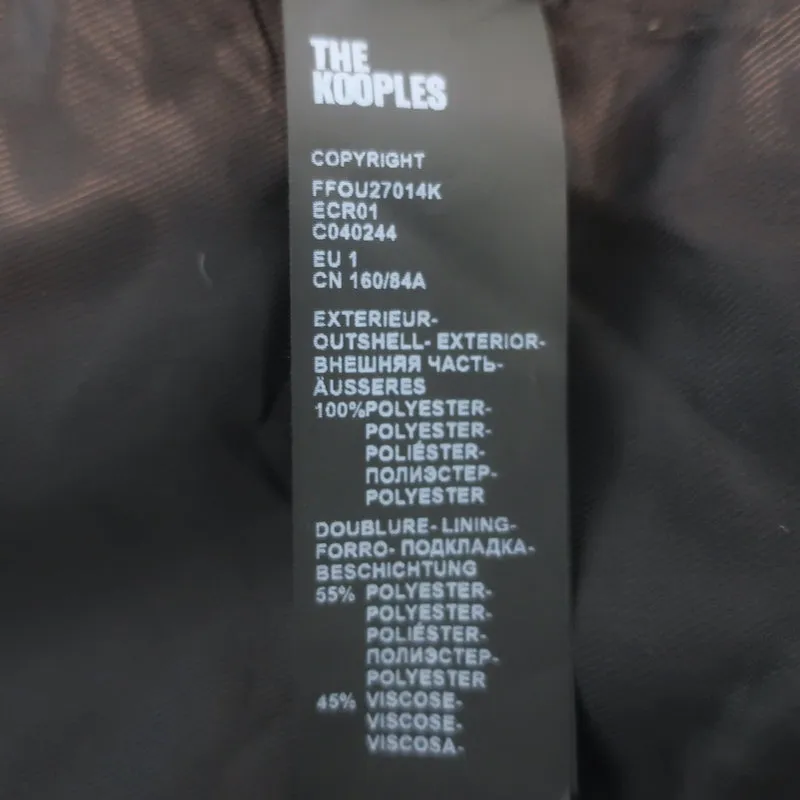 THE
KOOPLES
COPYRIGHT
FFOU27014K
ECR01
C040244
EU 1
CN 160/84A
EXTERIEUR-
OUTSHELL- EXTERIOR-
ВНЕШНЯЯ ЧАСТЬ-
ÄUSSERES
100%POLYESTER-
POLYESTER-
POLIÉSTER-
ПОЛИЭСТЕР-
POLYESTER
DOUBLURE- LINING-
FORRO- ПОДКЛАДКА-
BESCHICHTUNG
55% POLYESTER-
POLYESTER-
POLIÉSTER-
ПОЛИЭСТЕР-
POLYESTER
45% VISCOSE-
VISCOSE-
VISCOSA-